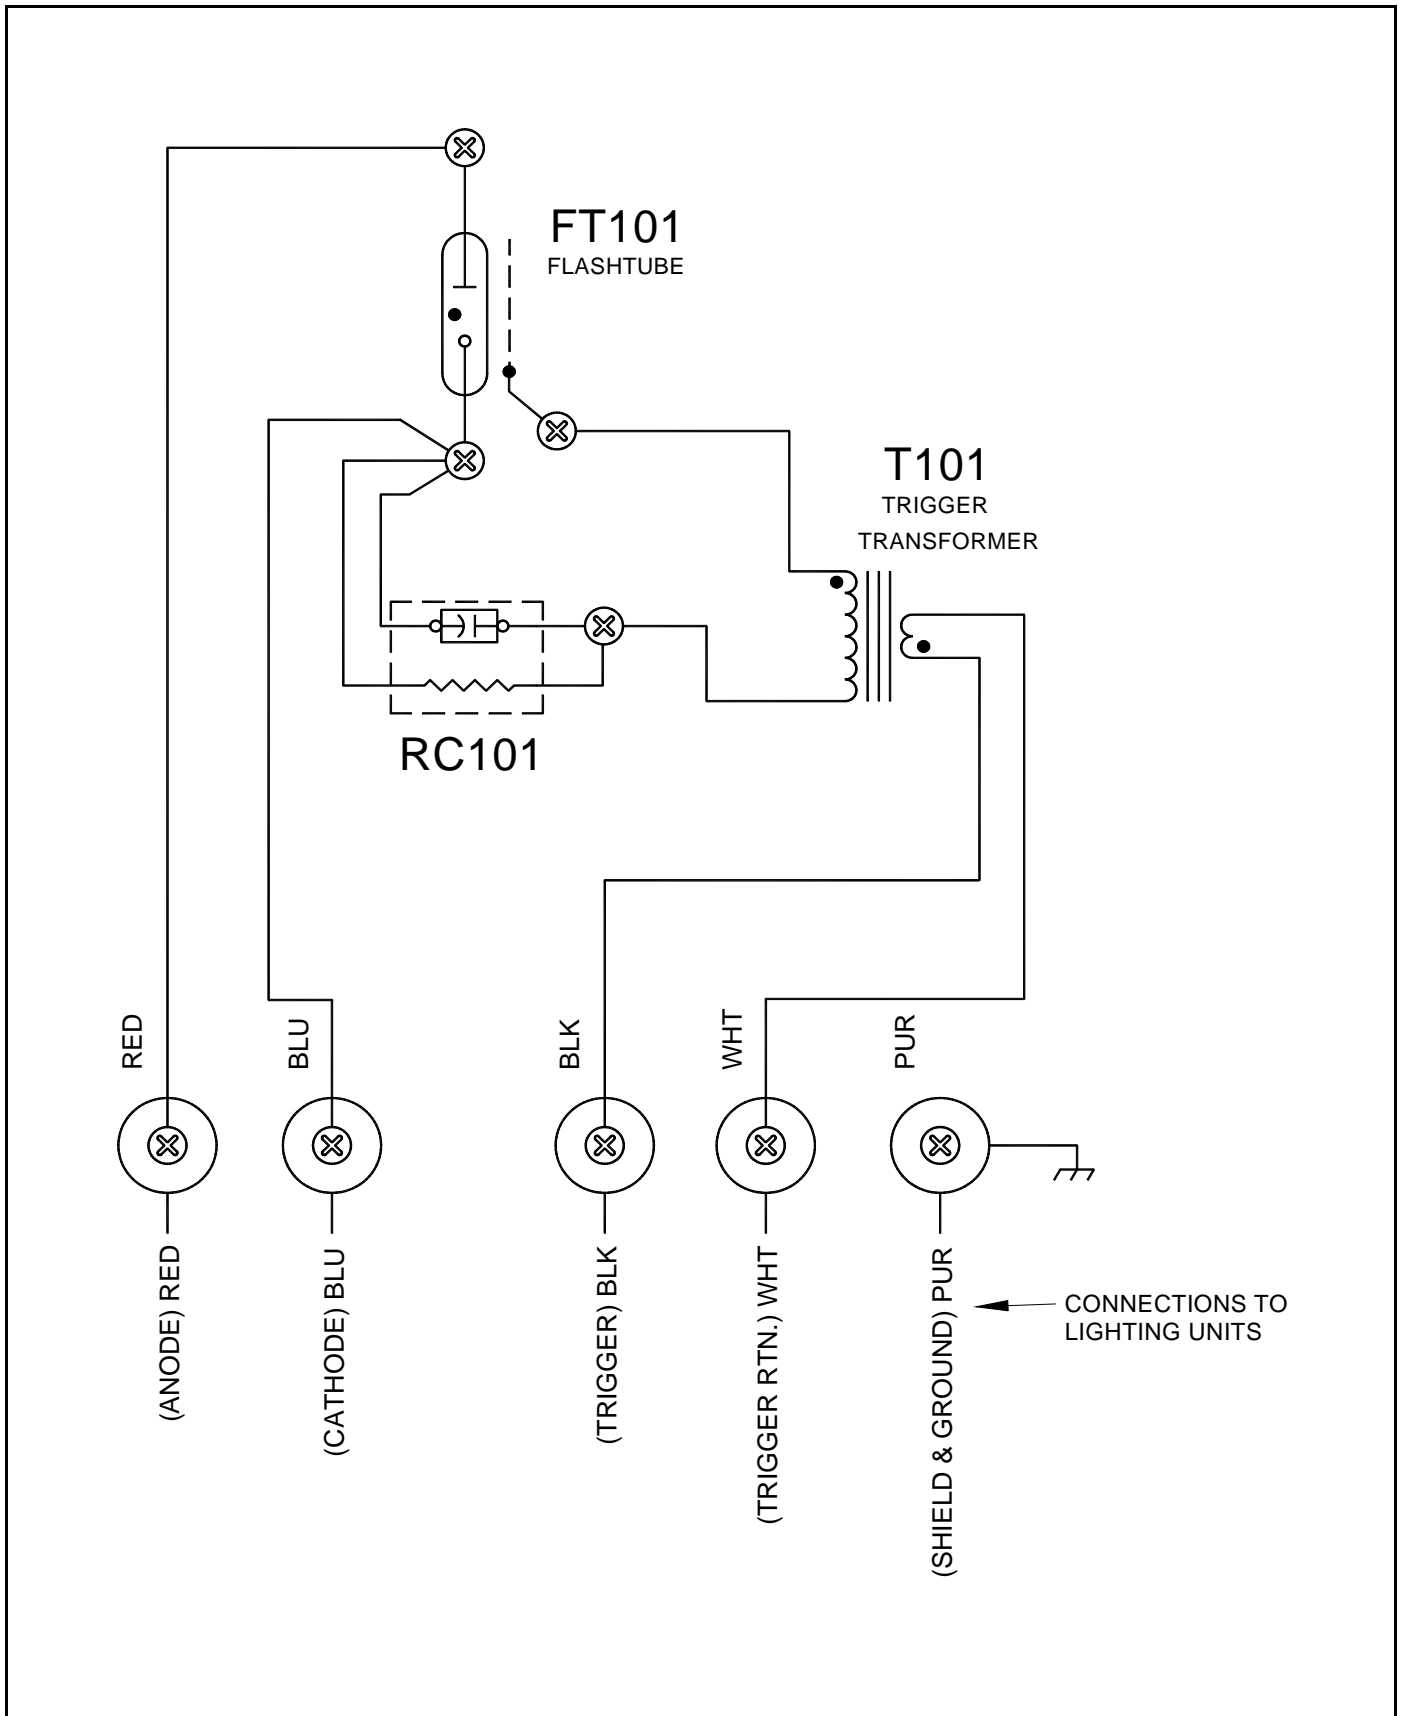 FT101
FLASHTUBE
T101
TRIGGER
TRANSFORMER
RC101
RED
BLU
BLK
WHT
PUR
(ANODE) RED
(CATHODE) BLU
(TRIGGER) BLK
(TRIGGER RTN.) WHT
(SHIELD & GROUND) PUR
CONNECTIONS TO
LIGHTING UNITS